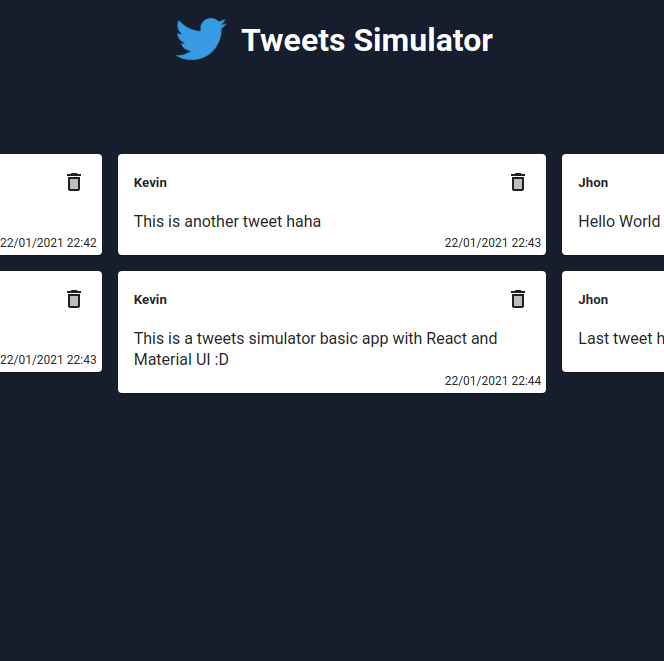 Tweets Simulator
22/01/2021 22:42
Kevin
This is another tweet haha
22/01/2021 22:43
Jhon
Hello World
22/01/2021 22:43
Kevin
This is a tweets simulator basic app with React and
Material UI :D
22/01/2021 22:44
Jhon
Last tweet